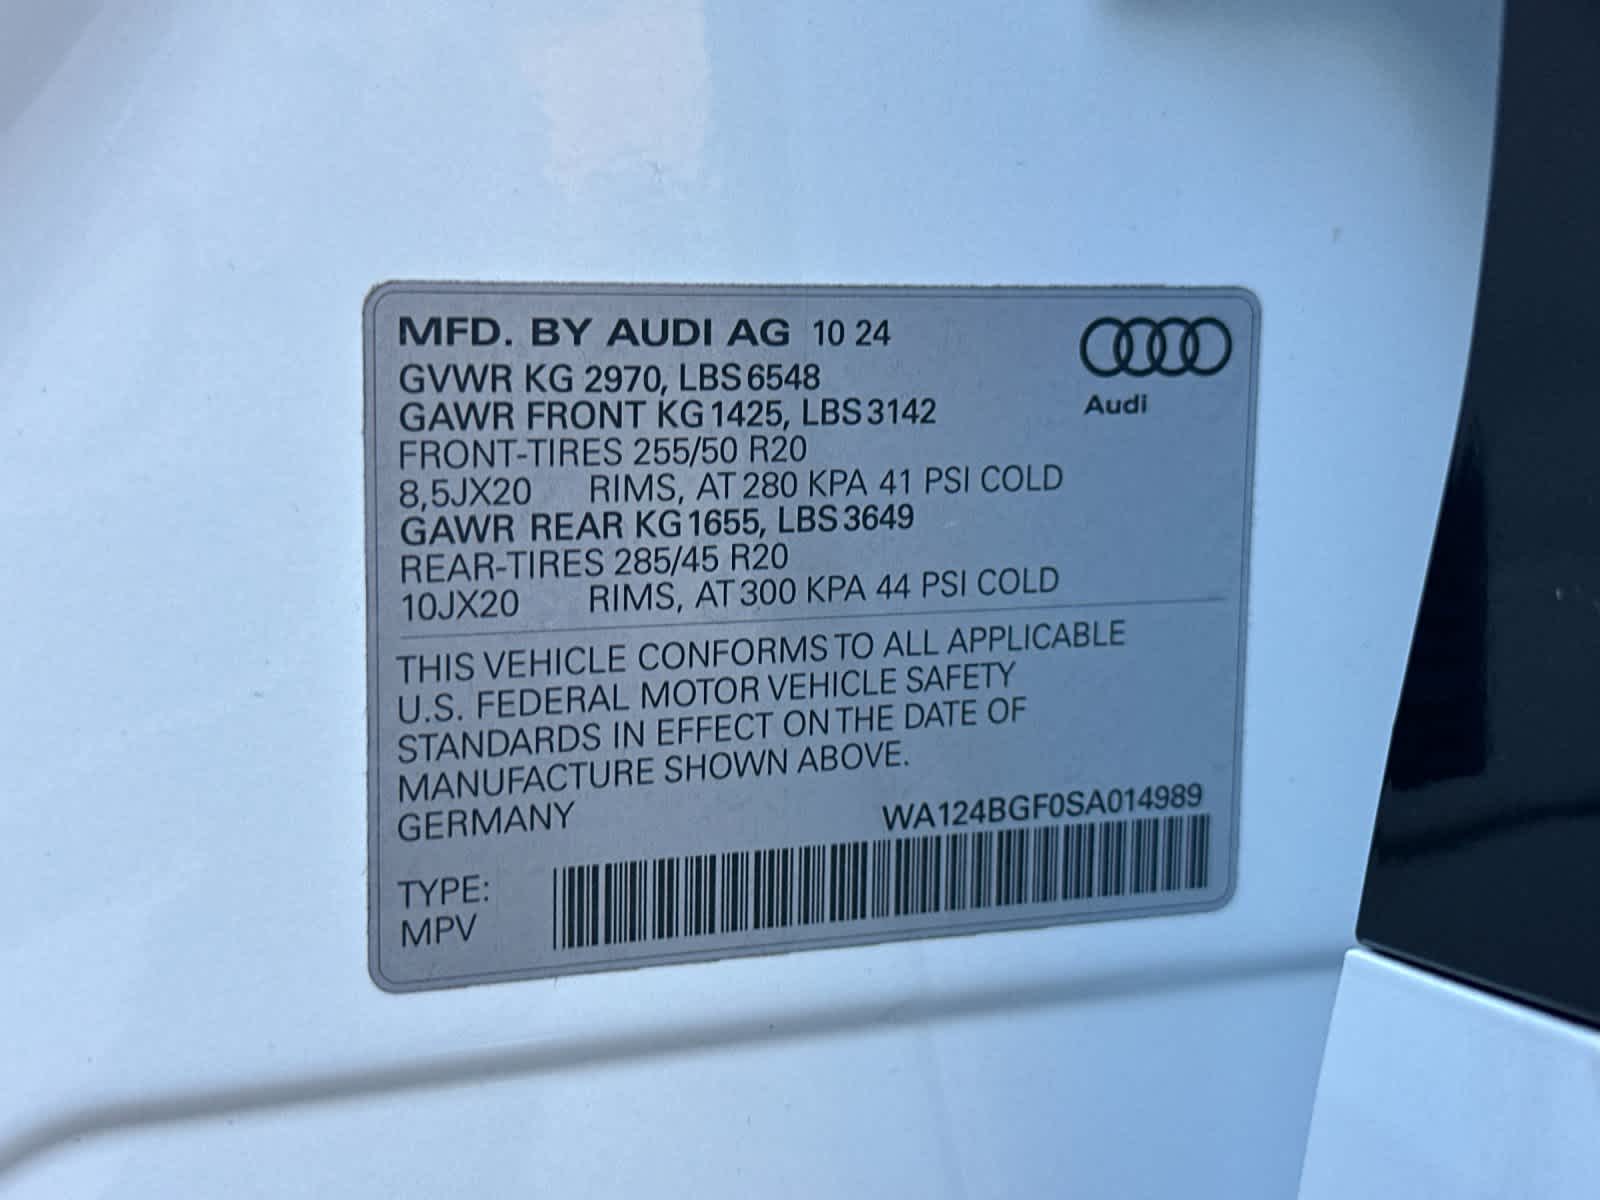 MFD. BY AUDI AG 10 24
GVWR KG 2970, LBS 6548
GAWR FRONT KG 1425, LBS 3142
Audi
FRONT-TIRES 255/50 R20
8,5JX20 RIMS, AT 280 KPA 41 PSI COLD
GAWR REAR KG 1655, LBS 3649
REAR-TIRES 285/45 R20
10JX20 RIMS, AT 300 KPA 44 PSI COLD
THIS VEHICLE CONFORMS TO ALL APPLICABLE
U.S. FEDERAL MOTOR VEHICLE SAFETY
STANDARDS IN EFFECT ON THE DATE OF
MANUFACTURE SHOWN ABOVE.
GERMANY WA124BGF0SA014989
TYPE:
MPV